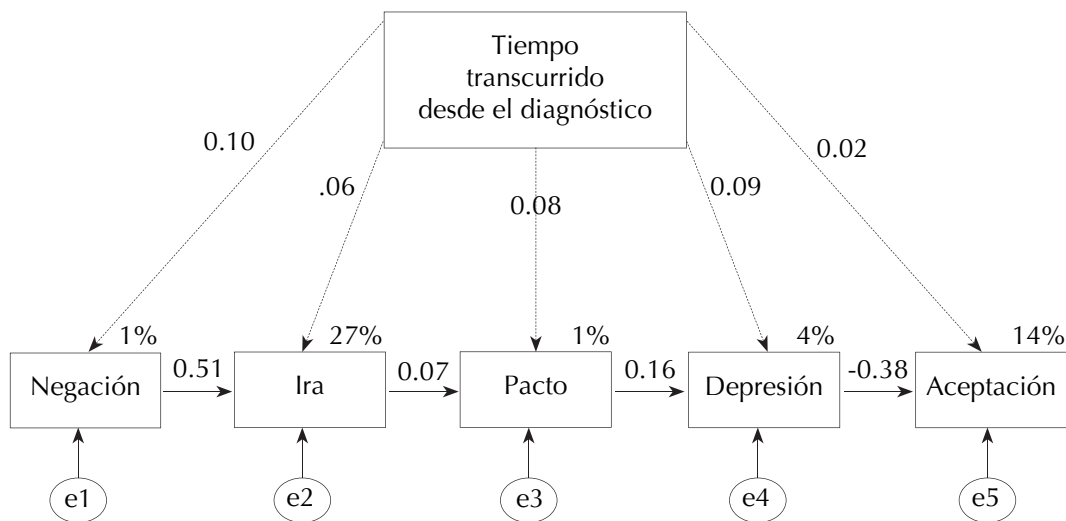 Tiempo
transcurrido
desde el diagnóstico
0.10
0.02
.06
0.08
0.09
1%
27%
1%
4%
14%
Negación
0.51
Ira
0.07
Pacto
0.16
Depresión
-0.38
Aceptación
e1
e2
e3
e4
e5